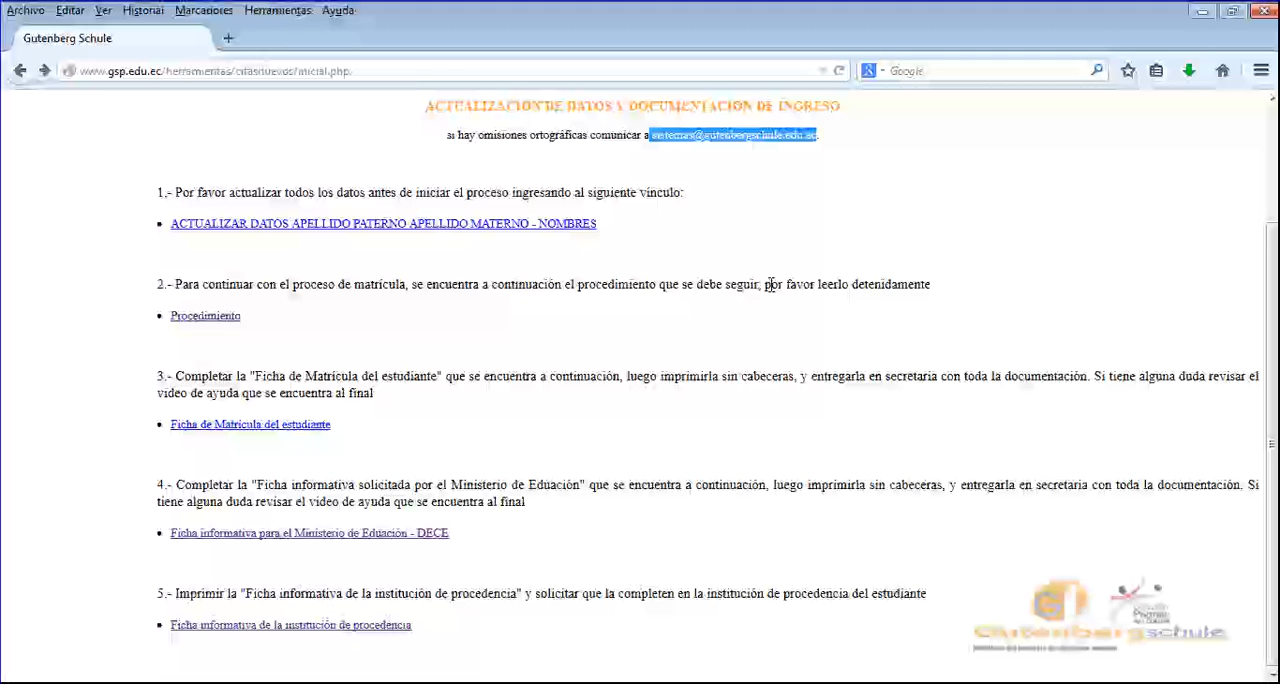 Archivo Editar Ver Historial Marcadores Herramientas Ayuda
Gutenberg Schule
www.gsp.edu.ec/herramientas/citasnuevos/inicial.php
Google
ACTUALIZACION DE DATOS Y DOCUMENTACION DE INGRESO
si hay omisiones ortográficas comunicar a sistemas@gutenbergschule.edu.ec.
1.- Por favor actualizar todos los datos antes de iniciar el proceso ingresando al siguiente vínculo:
• ACTUALIZAR DATOS APELLIDO PATERNO APELLIDO MATERNO - NOMBRES
2.- Para continuar con el proceso de matrícula, se encuentra a continuación el procedimiento que se debe seguir, por favor leerlo detenidamente
• Procedimiento
3.- Completar la "Ficha de Matrícula del estudiante" que se encuentra a continuación, luego imprimirla sin cabeceras, y entregarla en secretaria con toda la documentación. Si tiene alguna duda revisar el
video de ayuda que se encuentra al final
• Ficha de Matrícula del estudiante
4.- Completar la "Ficha informativa solicitada por el Ministerio de Eduación" que se encuentra a continuación, luego imprimirla sin cabeceras, y entregarla en secretaria con toda la documentación. Si
tiene alguna duda revisar el video de ayuda que se encuentra al final
• Ficha informativa para el Ministerio de Eduación - DECE
5.- Imprimir la "Ficha informativa de la institución de procedencia" y solicitar que la completen en la institución de procedencia del estudiante
• Ficha informativa de la institución de procedencia
Gutenbergschule